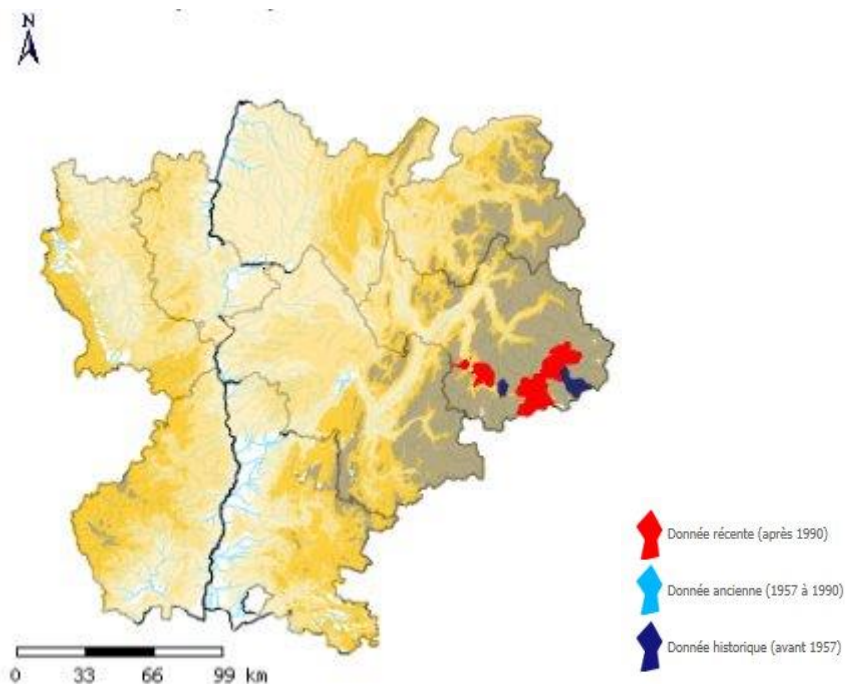 N
Donnée récente (après 1990)
Donnée ancienne (1957 à 1990)
Donnée historique (avant 1957)
0 33 66 99 km